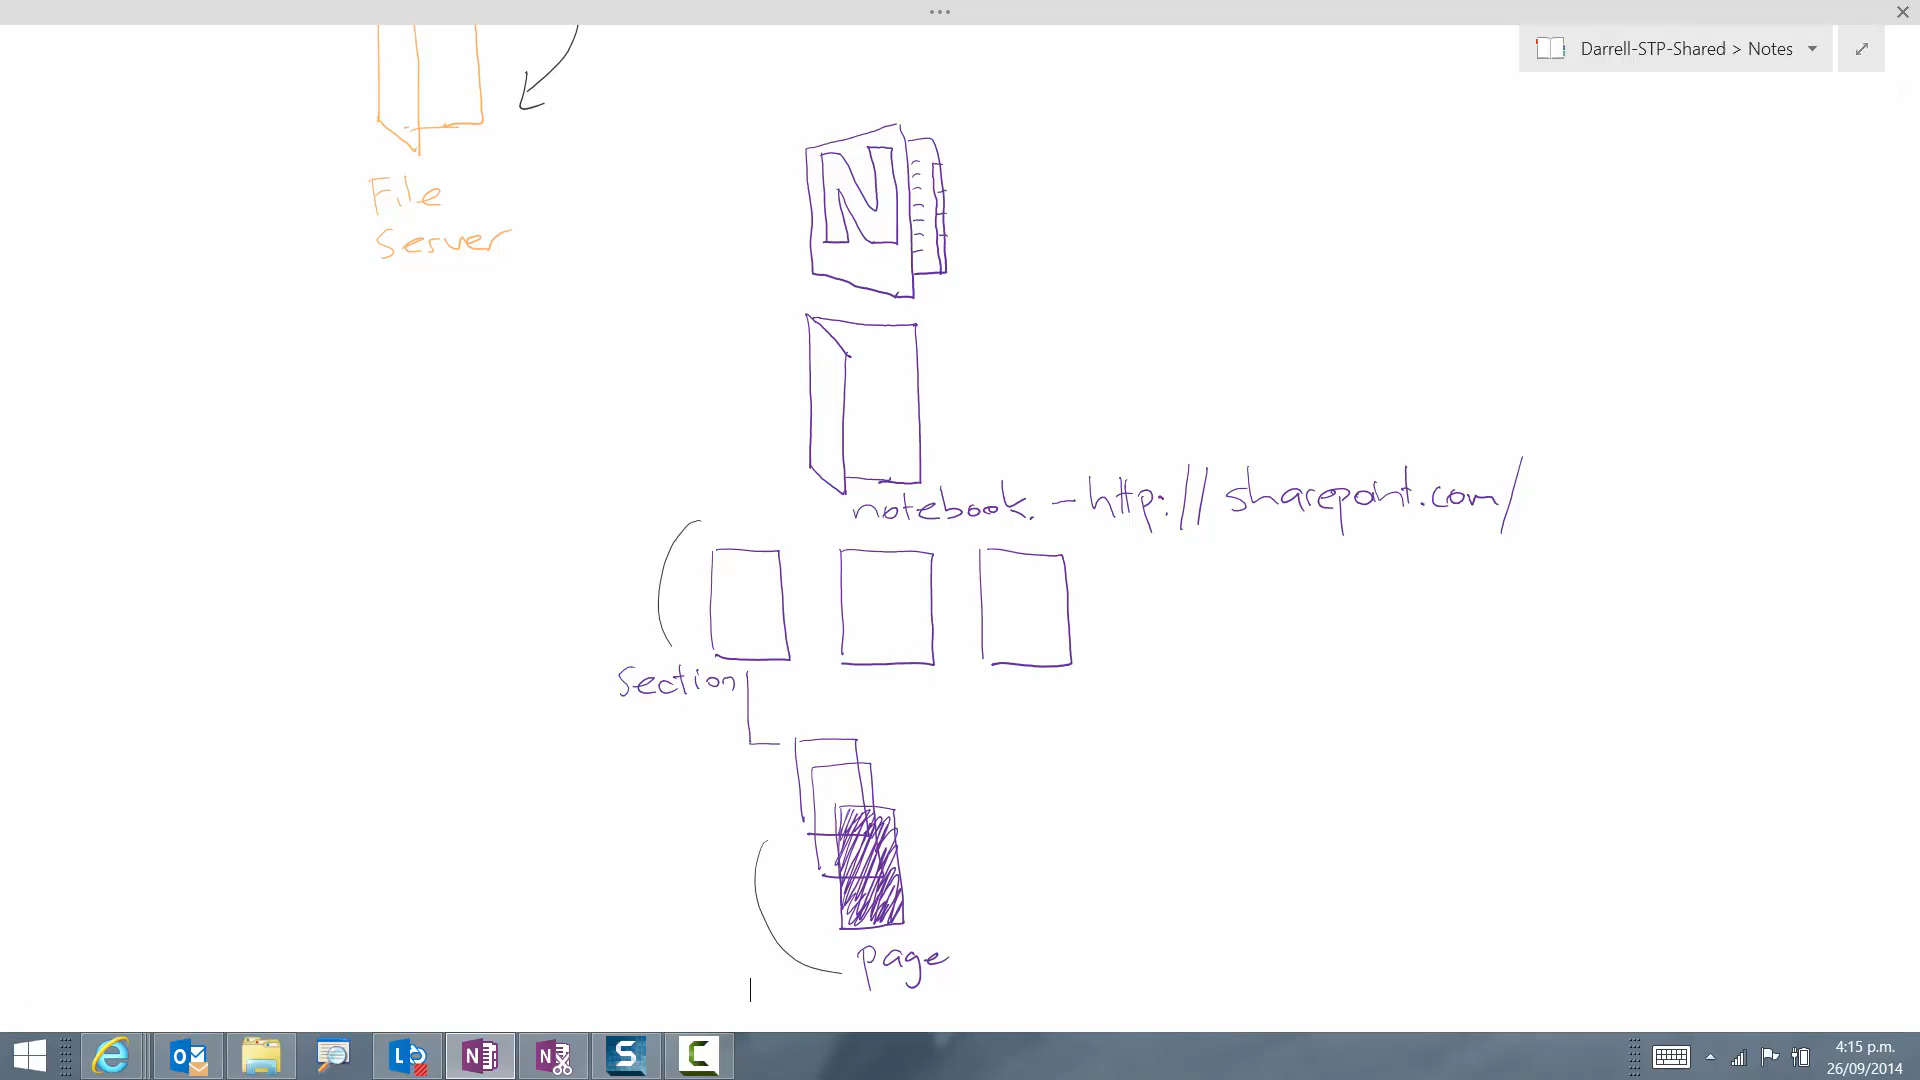 Darrell-STP-Shared > Notes
File
Server
N
notebook. - http://sharepoint.com/
section
page
4:15 p.m.
26/09/2014